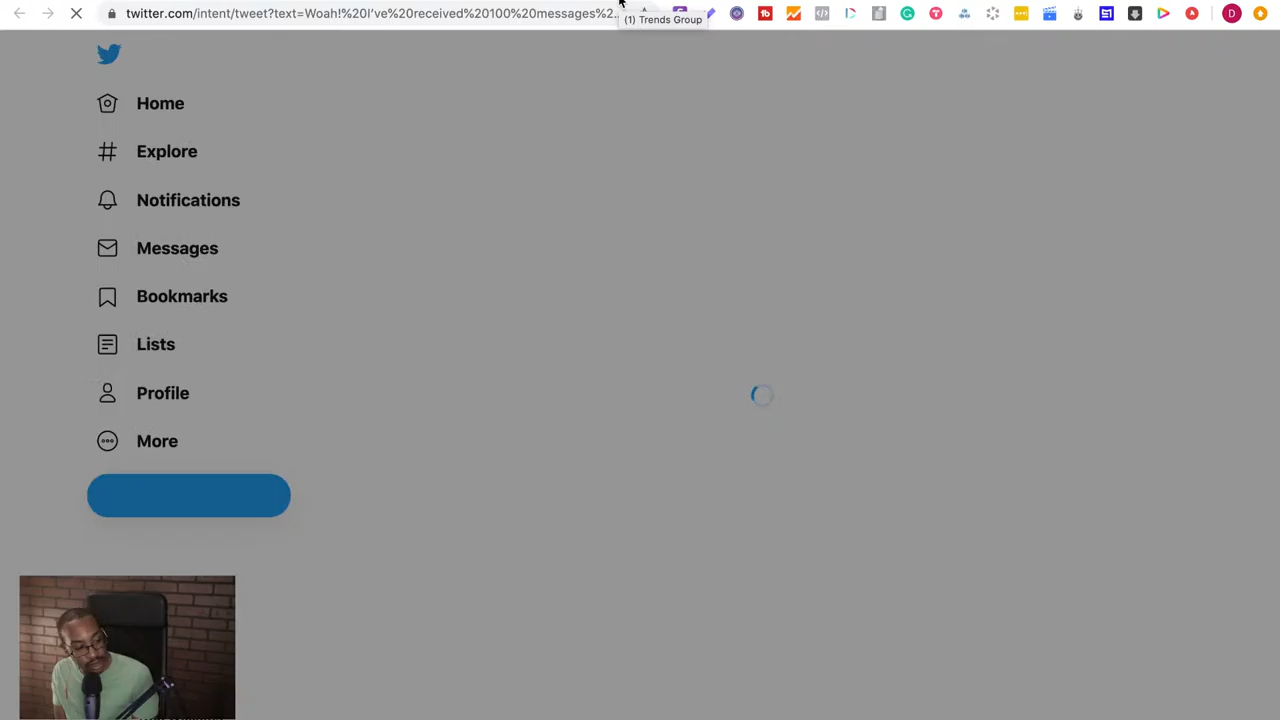 twitter.com/intent/tweet?text=Woah!%20I've%20received%20100%20messages%2...
(1) Trends Group
Home
Explore
Notifications
Messages
Bookmarks
Lists
Profile
More
D